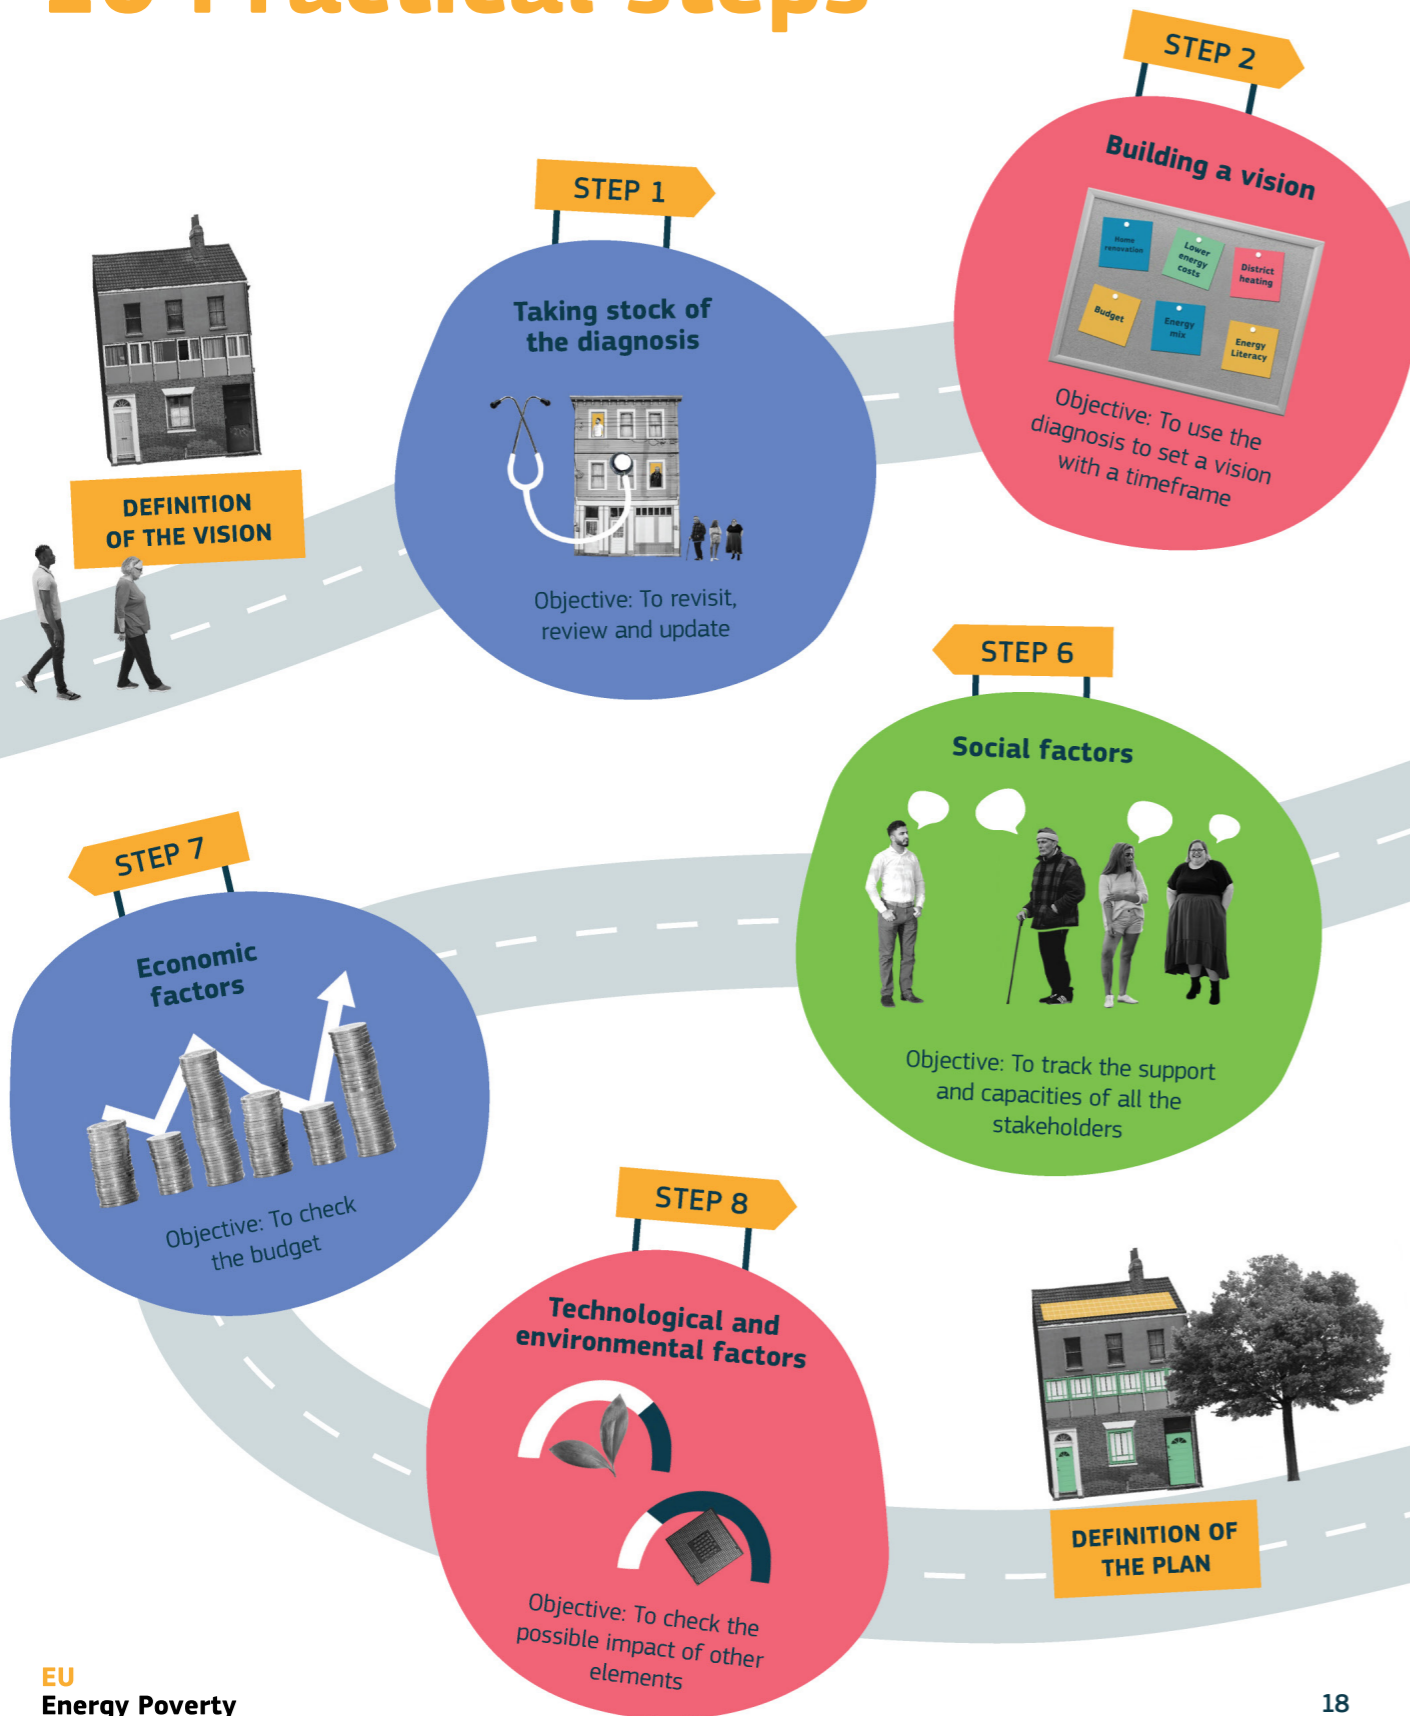 10 Practical steps
STEP 1
Taking stock of
the diagnosis
Objective: To revisit,
review and update
STEP 2
Building a vision
Home
renovation
Lower
energy
costs
District
heating
Budget
Energy
mix
Energy
Literacy
Objective: To use the
diagnosis to set a vision
with a timeframe
DEFINITION
OF THE VISION
STEP 6
Social factors
Objective: To track the support
and capacities of all the
stakeholders
STEP 7
Economic
factors
Objective: To check
the budget
STEP 8
Technological and
environmental factors
Objective: To check the
possible impact of other
elements
DEFINITION OF
THE PLAN
EU
Energy Poverty
18